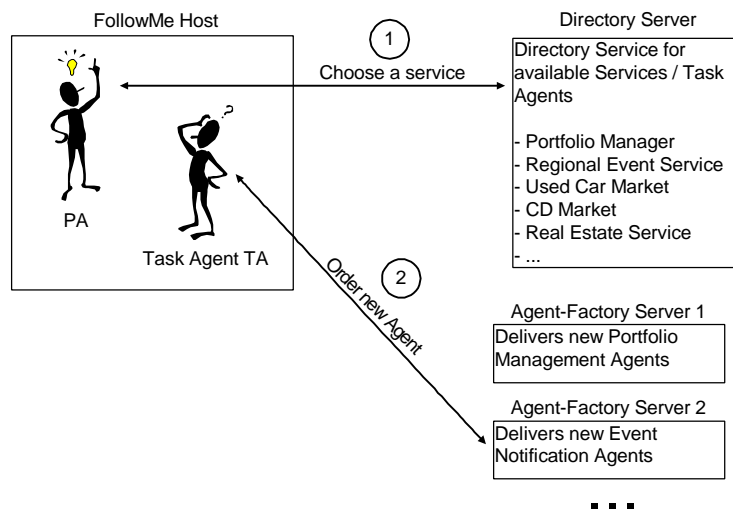 FollowMe Host
1
Choose a service
PA
?
Task Agent TA
2
Order new Agent
Directory Server
Directory Service for
available Services / Task
Agents
- Portfolio Manager
- Regional Event Service
- Used Car Market
- CD Market
- Real Estate Service
- ...
Agent-Factory Server 1
Delivers new Portfolio
Management Agents
Agent-Factory Server 2
Delivers new Event
Notification Agents
...